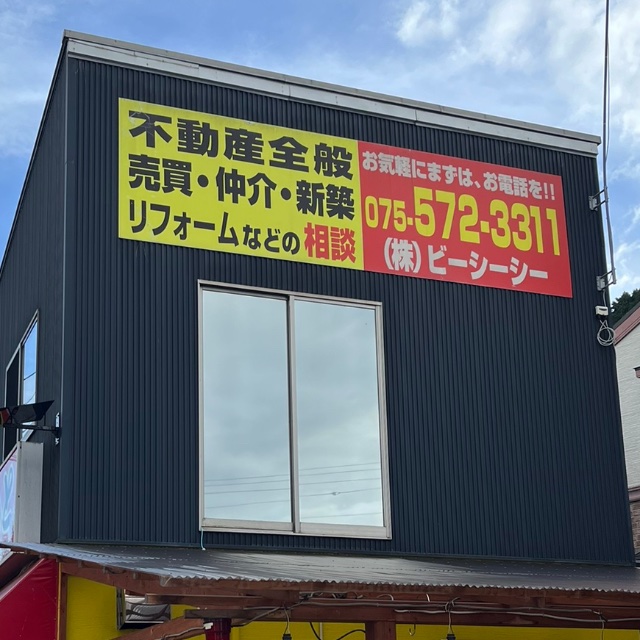 不動産全般
売買・仲介・新築
リフォームなどの相談
お気軽にまずは、お電話を!!
075-572-3311
(株)ビーシーシー